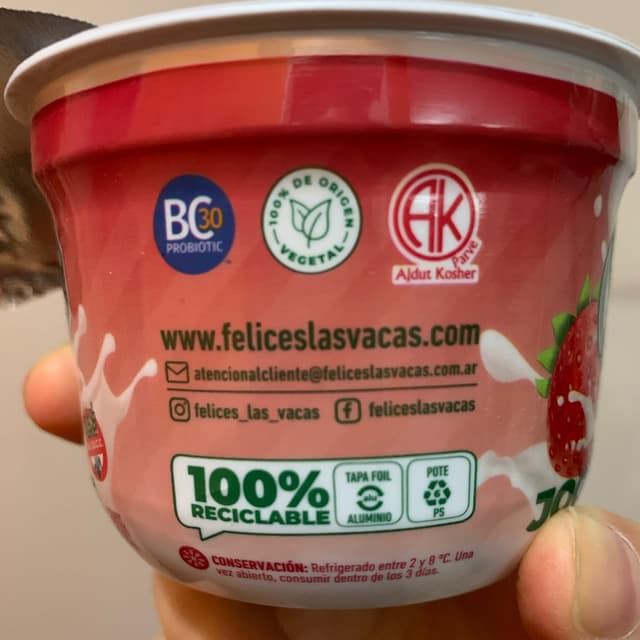 BC30
PROBIOTIC
100% DE ORIGEN
VEGETAL
AK
Parve
Ajdut Kosher
www.feliceslasvacas.com
atencionalcliente@feliceslasvacas.com.ar
felices_las_vacas feliceslasvacas
100%
RECICLABLE
TAPA FOIL
alu
ALUMINIO
POTE
6
PS
CONSERVACIÓN: Refrigerado entre 2 y 8 °C. Una
vez abierto, consumir dentro de los 3 días.